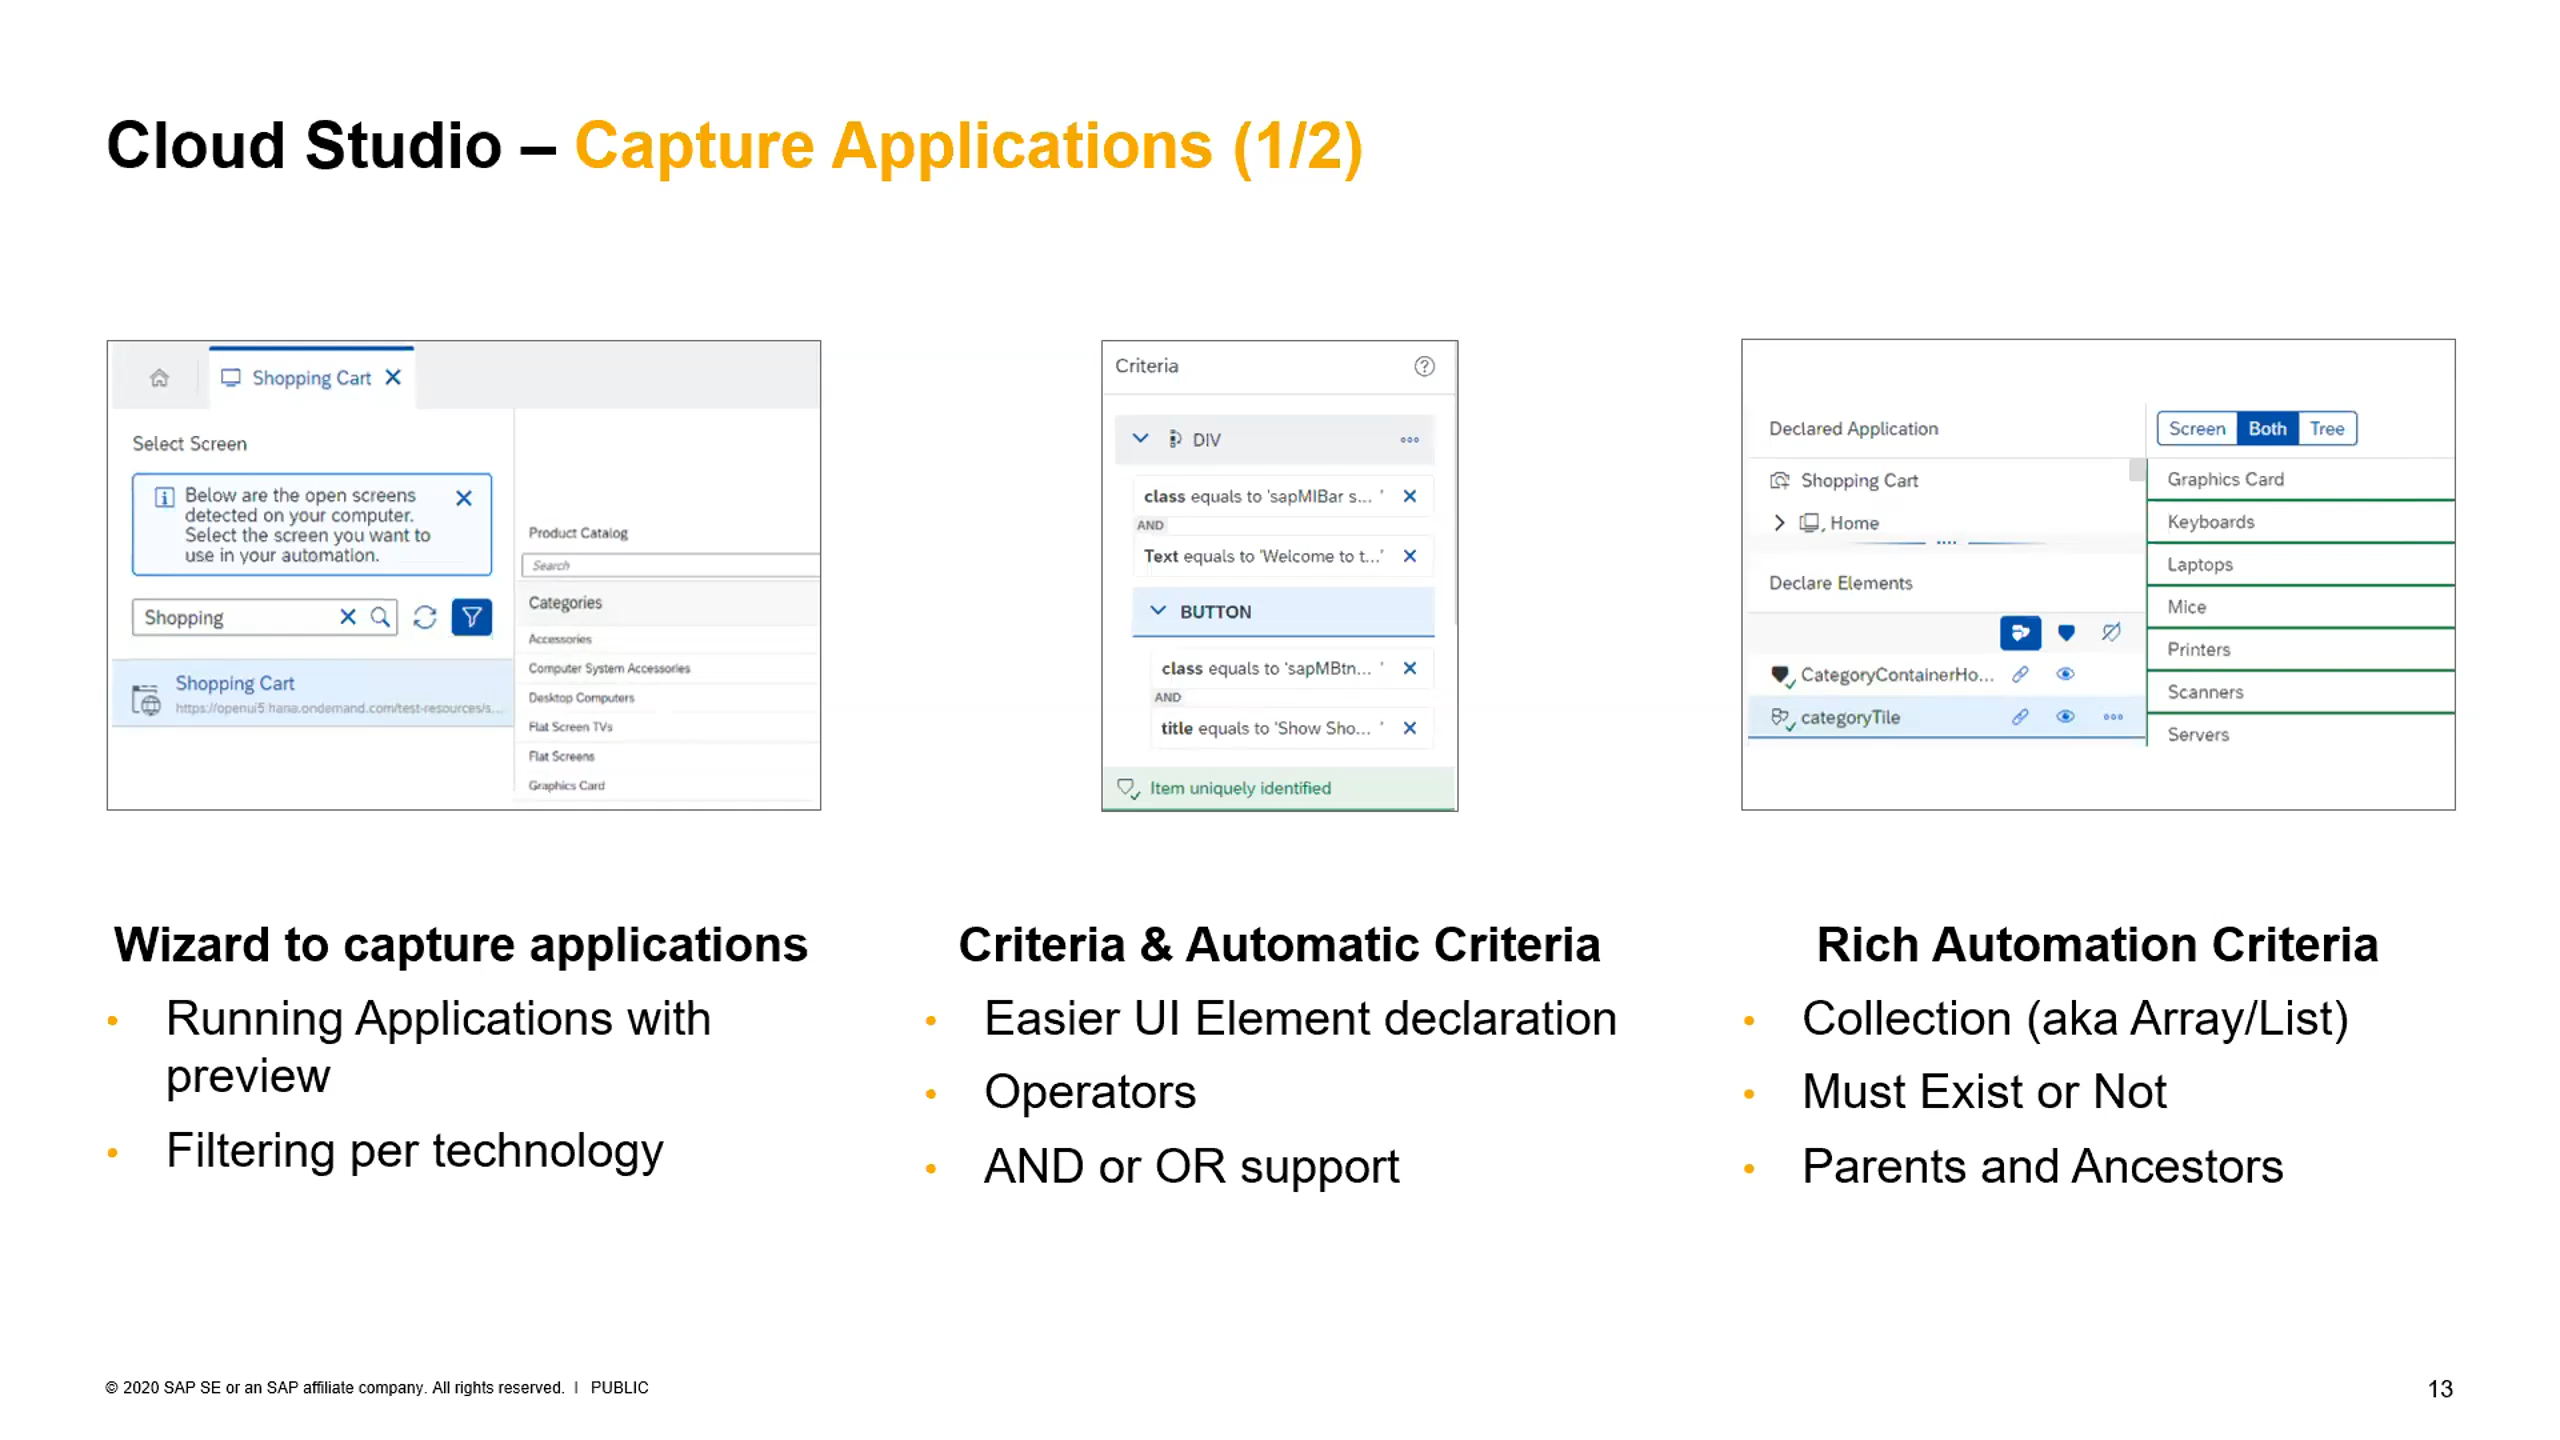 Cloud Studio – Capture Applications (1/2)
Shopping Cart
Select Screen
Below are the open screens
detected on your computer.
Select the screen you want to
use in your automation.
Shopping
Shopping Cart
https://openui5.hana.ondemand.com/test-resources/s...
Product Catalog
Search
Categories
Accessories
Computer System Accessories
Desktop Computers
Flat Screen TVs
Flat Screens
Graphics Card
Criteria
DIV
class equals to 'sapMIBar s... '
AND
Text equals to 'Welcome to t...'
BUTTON
class equals to 'sapMBtn... '
AND
title equals to 'Show Sho... '
Item uniquely identified
Declared Application
Shopping Cart
Home
Declare Elements
CategoryContainerHo...
categoryTile
Screen Both Tree
Graphics Card
Keyboards
Laptops
Mice
Printers
Scanners
Servers
Wizard to capture applications
• Running Applications with
preview
• Filtering per technology
Criteria & Automatic Criteria
• Easier UI Element declaration
• Operators
• AND or OR support
Rich Automation Criteria
• Collection (aka Array/List)
• Must Exist or Not
• Parents and Ancestors
© 2020 SAP SE or an SAP affiliate company. All rights reserved. | PUBLIC
13